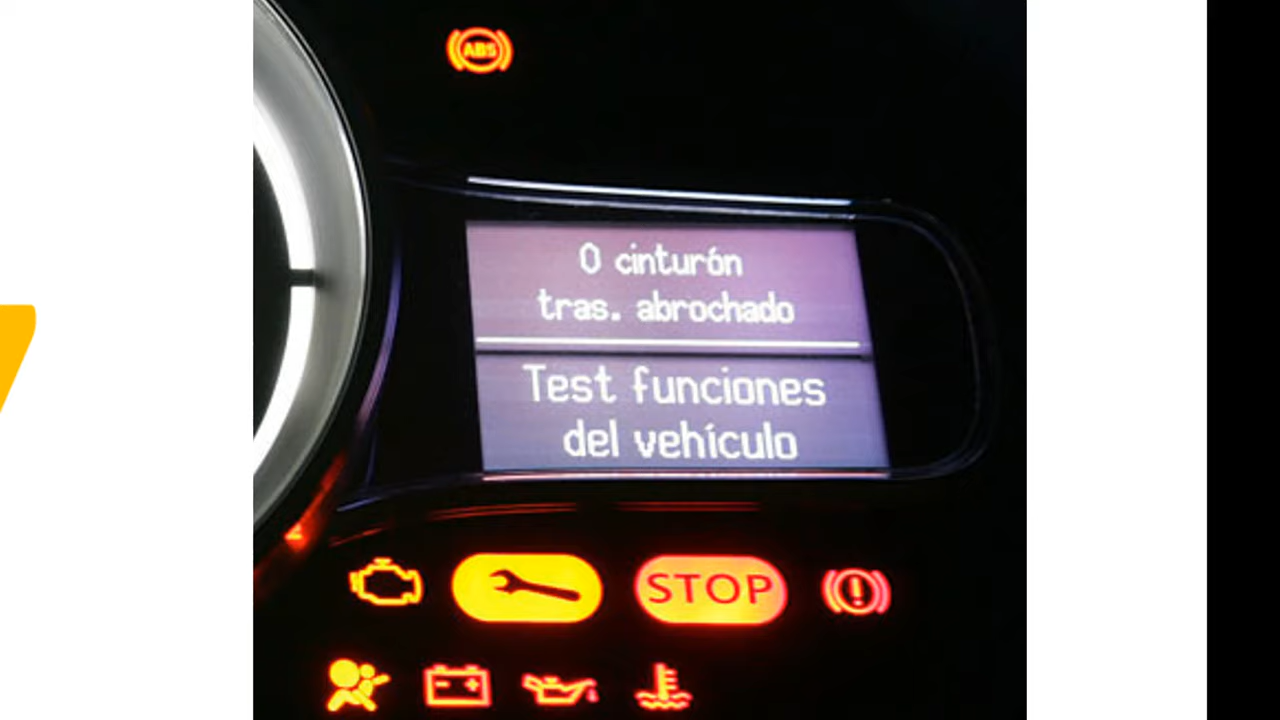 ABS
0 cinturón
tras. abrochado
Test funciones
del vehículo
STOP